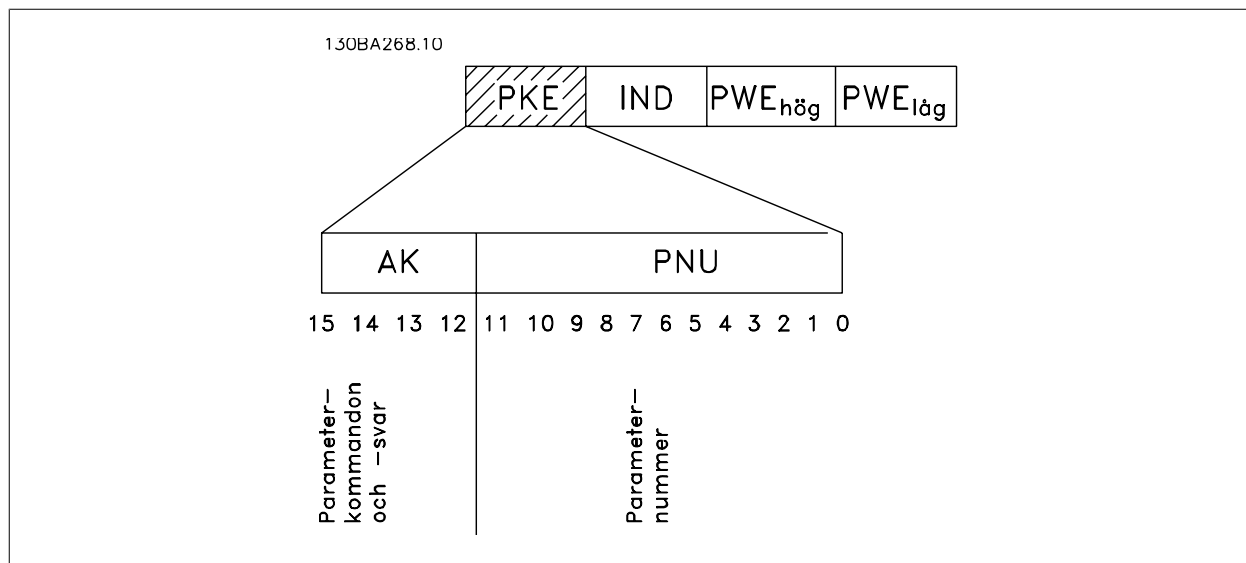 130BA268.10
PKE IND PWEhög PWElåg
AK PNU
15 14 13 12 11 10 9 8 7 6 5 4 3 2 1 0
Parameter–
kommandon
och –svar
Parameter–
nummer